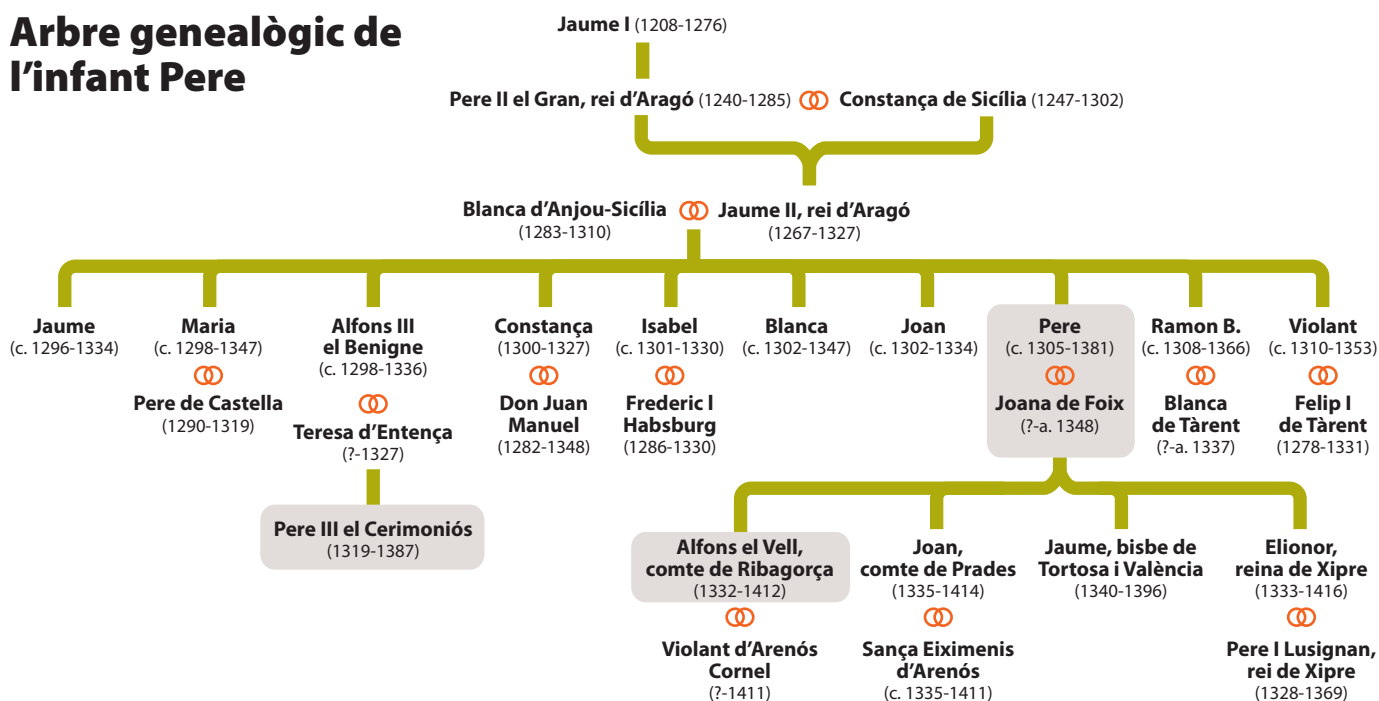 Arbre genealògic de
l'infant Pere
Jaume I (1208-1276)
Pere II el Gran, rei d'Aragó (1240-1285)
Constança de Sicília (1247-1302)
Blanca d'Anjou-Sicília
(1283-1310)
Jaume II, rei d'Aragó
(1267-1327)
Jaume
(c. 1296-1334)
Maria
(c. 1298-1347)
Pere de Castella
(1290-1319)
Alfons III
el Benigne
(c. 1298-1336)
Teresa d'Entença
(?-1327)
Pere III el Cerimoniós
(1319-1387)
Constança
(1300-1327)
Don Juan
Manuel
(1282-1348)
Isabel
(c. 1301-1330)
Frederic I
Habsburg
(1286-1330)
Blanca
(c. 1302-1347)
Joan
(c. 1302-1334)
Pere
(c. 1305-1381)
Joana de Foix
(?-a. 1348)
Ramon B.
(c. 1308-1366)
Blanca
de Tàrent
(?-a. 1337)
Violant
(c. 1310-1353)
Felip I
de Tàrent
(1278-1331)
Alfons el Vell,
comte de Ribagorça
(1332-1412)
Violant d'Arenós
Cornel
(?-1411)
Joan,
comte de Prades
(1335-1414)
Sança Eiximenis
d'Arenós
(c. 1335-1411)
Jaume, bisbe de
Tortosa i València
(1340-1396)
Elionor,
reina de Xipre
(1333-1416)
Pere I Lusignan,
rei de Xipre
(1328-1369)